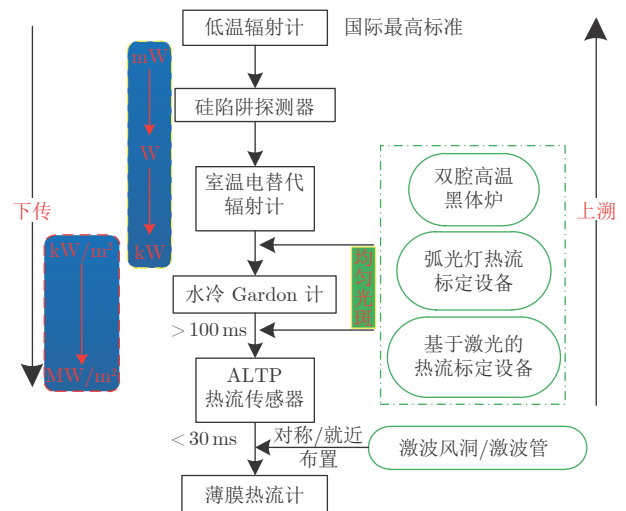 低温辐射计
国际最高标准
mW
硅陷阱探测器
W
室温电替代
辐射计
双腔高温
黑体炉
下传
上溯
kW/m²
kW
均匀光斑
弧光灯热流
标定设备
水冷 Gardon 计
> 100 ms
基于激光的
热流标定设备
MW/m²
ALTP
热流传感器
< 30 ms
对称/就近
布置
激波风洞/激波管
薄膜热流计